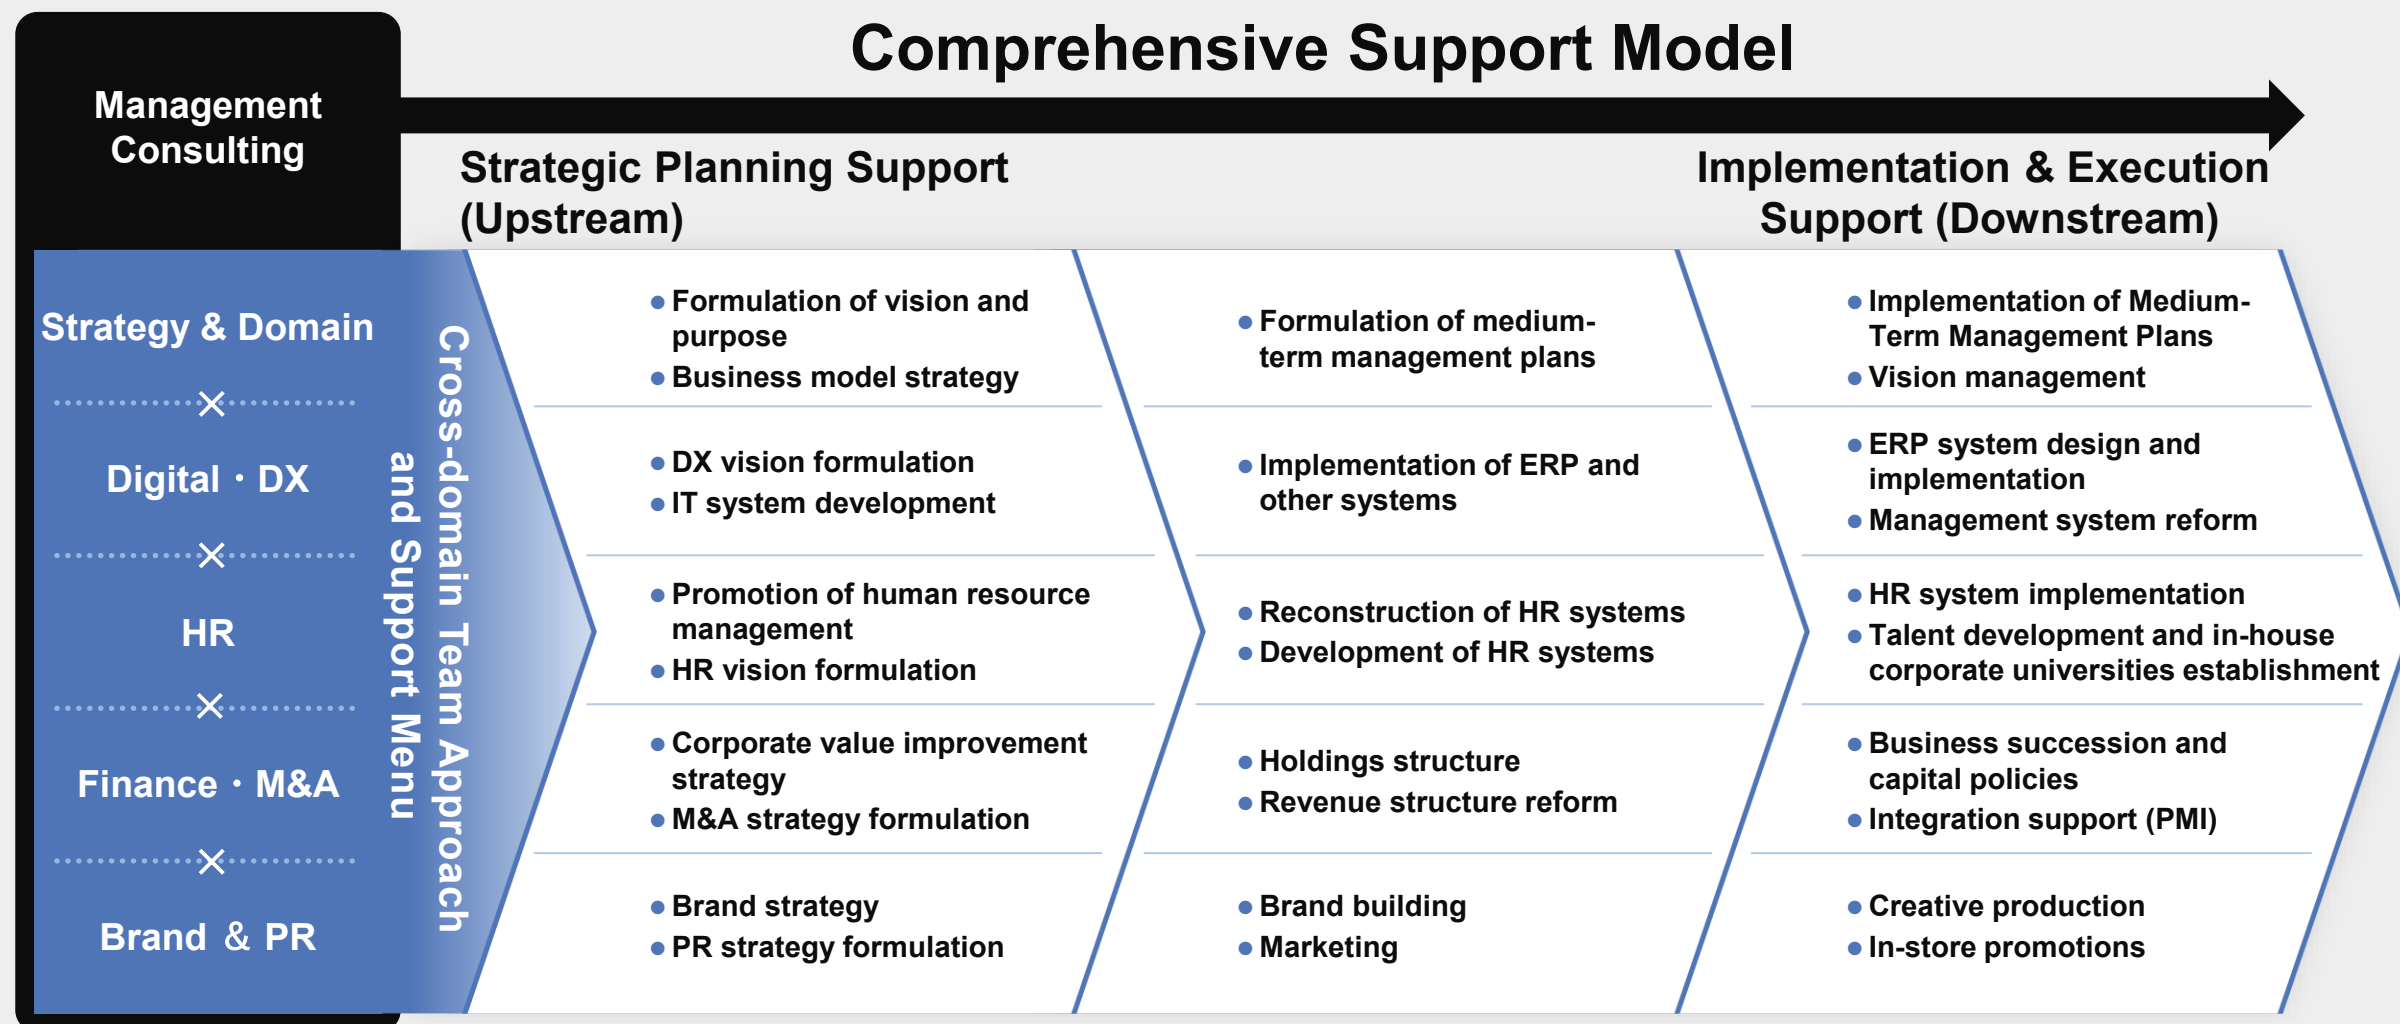 Comprehensive Support Model
Management
Consulting
Strategic Planning Support
(Upstream)
Implementation & Execution
Support (Downstream)
Strategy & Domain
×
Digital・DX
×
HR
×
Finance・M&A
×
Brand & PR
Cross-domain Team Approach
and Support Menu
● Formulation of vision and
purpose
● Business model strategy
● Formulation of medium-
term management plans
● Implementation of Medium-
Term Management Plans
● Vision management
● DX vision formulation
● IT system development
● Implementation of ERP and
other systems
● ERP system design and
implementation
● Management system reform
● Promotion of human resource
management
● HR vision formulation
● Reconstruction of HR systems
● Development of HR systems
● HR system implementation
● Talent development and in-house
corporate universities establishment
● Corporate value improvement
strategy
● M&A strategy formulation
● Holdings structure
● Revenue structure reform
● Business succession and
capital policies
● Integration support (PMI)
● Brand strategy
● PR strategy formulation
● Brand building
● Marketing
● Creative production
● In-store promotions